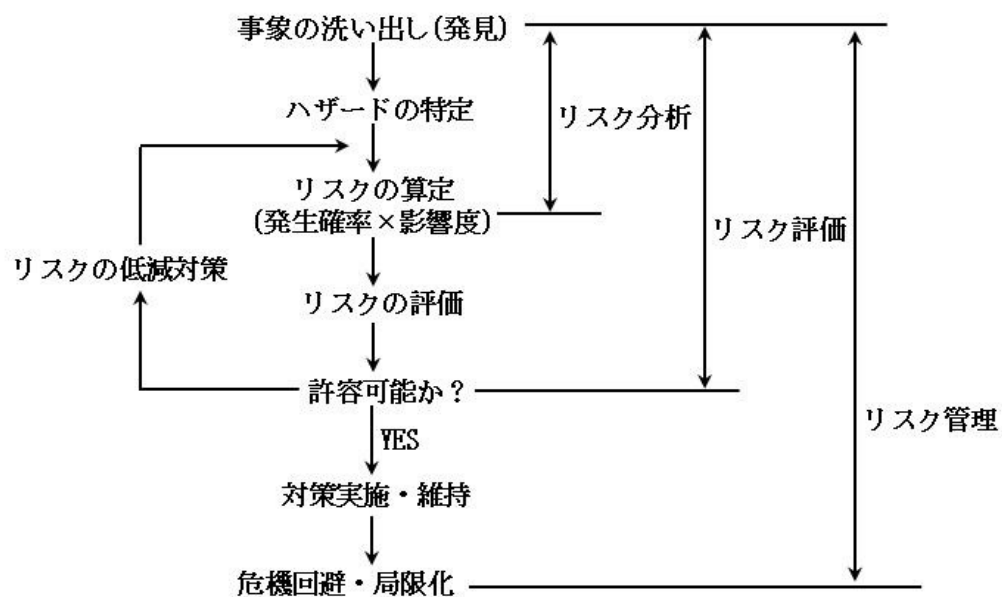 事象の洗い出し(発見)
ハザードの特定
リスク分析
リスクの算定
(発生確率×影響度)
リスク評価
リスクの低減対策
リスクの評価
許容可能か？
リスク管理
YES
対策実施・維持
危機回避・局限化